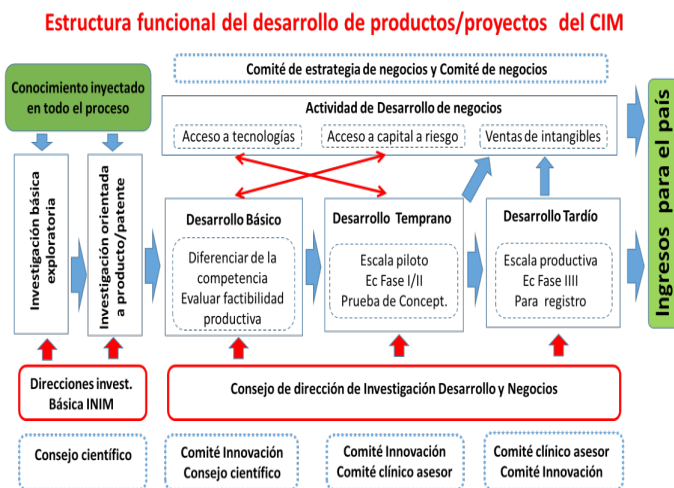 Estructura funcional del desarrollo de productos/proyectos del CIM
Comité de estrategia de negocios y Comité de negocios
Conocimiento inyectado
en todo el proceso
Actividad de Desarrollo de negocios
Acceso a tecnologías
Acceso a capital a riesgo
Ventas de intangibles
Ingresos para el país
Investigación básica
exploratoria
Investigación orientada
a producto/patente
Desarrollo Básico
Diferenciar de la
competencia
Evaluar factibilidad
productiva
Desarrollo Temprano
Escala piloto
Ec Fase I/II
Prueba de Concept.
Desarrollo Tardío
Escala productiva
Ec Fase IIII
Para registro
Direcciones invest.
Básica INIM
Consejo de dirección de Investigación Desarrollo y Negocios
Consejo científico
Comité Innovación
Consejo científico
Comité Innovación
Comité clínico asesor
Comité clínico asesor
Comité Innovación